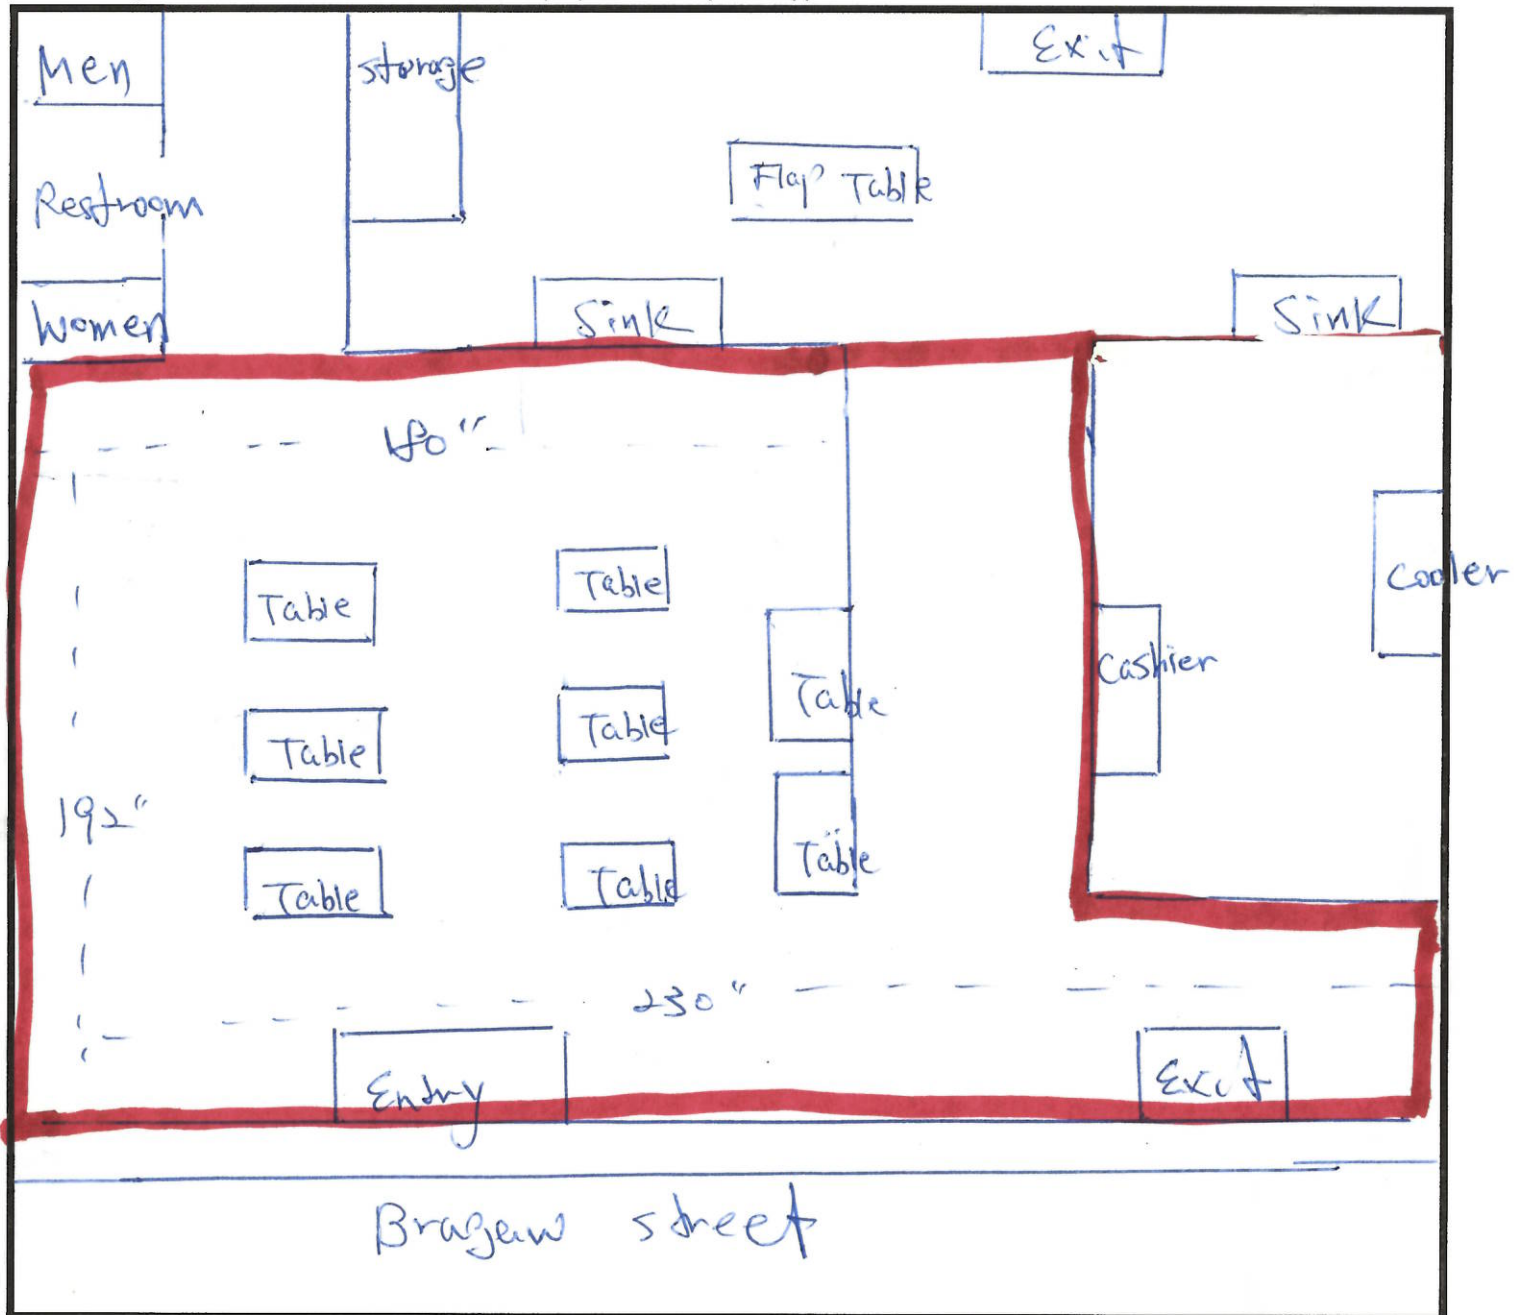 Men
storage
Exit
Flap Table
Restroom
Women
Sink
Sink
180"
Table
Table
Cooler
Table
Cashier
Table
Table
192"
Table
Table
Table
230"
Entry
Exit
Bragaw street